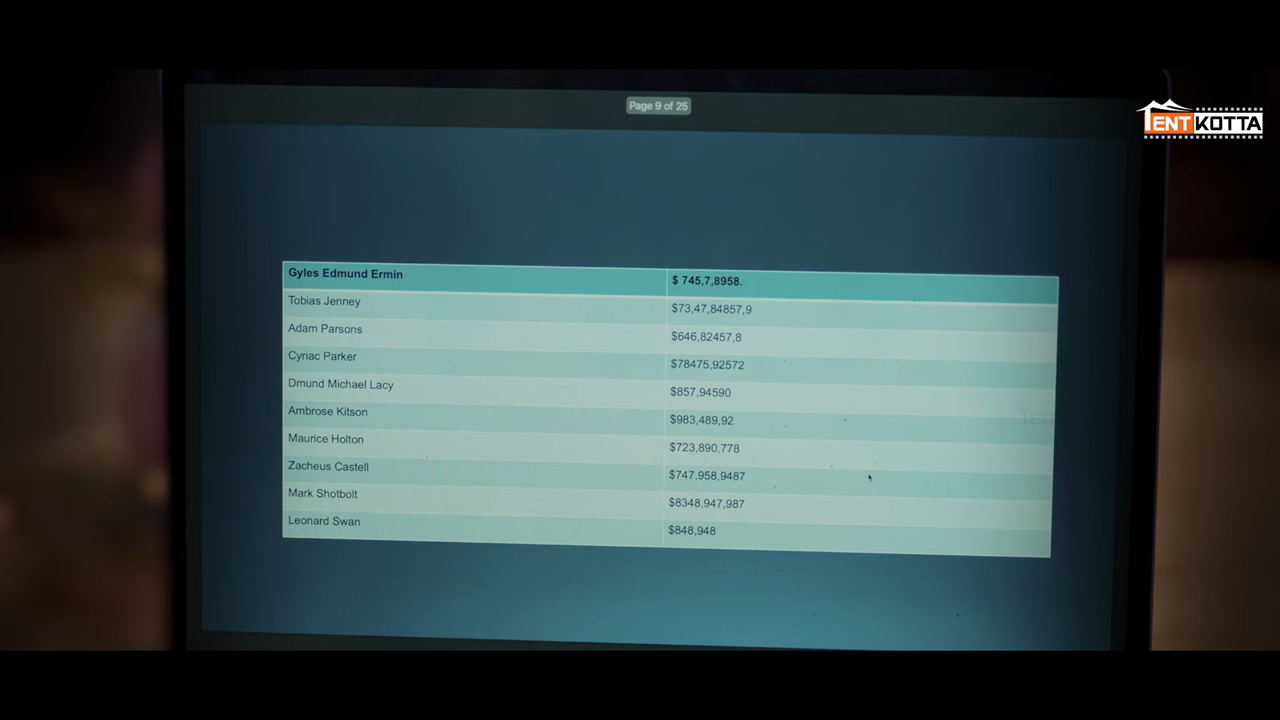 Page 9 of 25
TENTKOTTA
Gyles Edmund Ermin $ 745,7,8958.
Tobias Jenney $73,47,84857,9
Adam Parsons $646,82457,8
Cyriac Parker $78475,92572
Dmund Michael Lacy $857,94590
Ambrose Kitson $983,489,92
Maurice Holton $723,890,778
Zacheus Castell $747,958,9487
Mark Shotbolt $8348,947,987
Leonard Swan $848,948